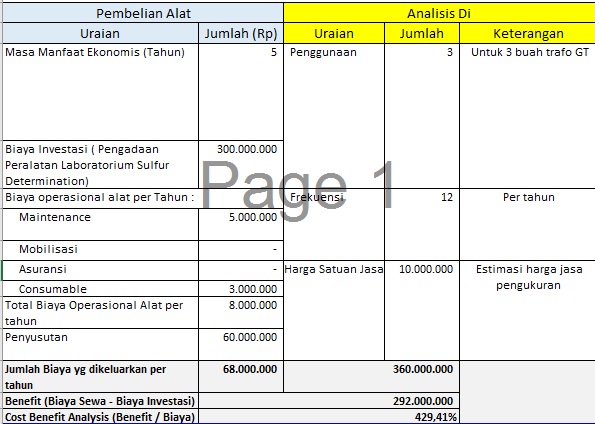 Pembelian Alat Analisis Di
Uraian Jumlah (Rp) Uraian Jumlah Keterangan
Masa Manfaat Ekonomis (Tahun) 5 Penggunaan 3 Untuk 3 buah trafo GT
Biaya Investasi ( Pengadaan 300.000.000
Peralatan Laboratorium Sulfur
Determination)
Page 1
Biaya operasional alat per Tahun : Frekuensi 12 Per tahun
Maintenance 5.000.000
Mobilisasi -
Asuransi - Harga Satuan Jasa 10.000.000 Estimasi harga jasa
pengukuran
Consumable 3.000.000
Total Biaya Operasional Alat per 8.000.000
tahun
Penyusutan 60.000.000
Jumlah Biaya yg dikeluarkan per 68.000.000 360.000.000
tahun
Benefit (Biaya Sewa - Biaya Investasi) 292.000.000
Cost Benefit Analysis (Benefit / Biaya) 429,41%